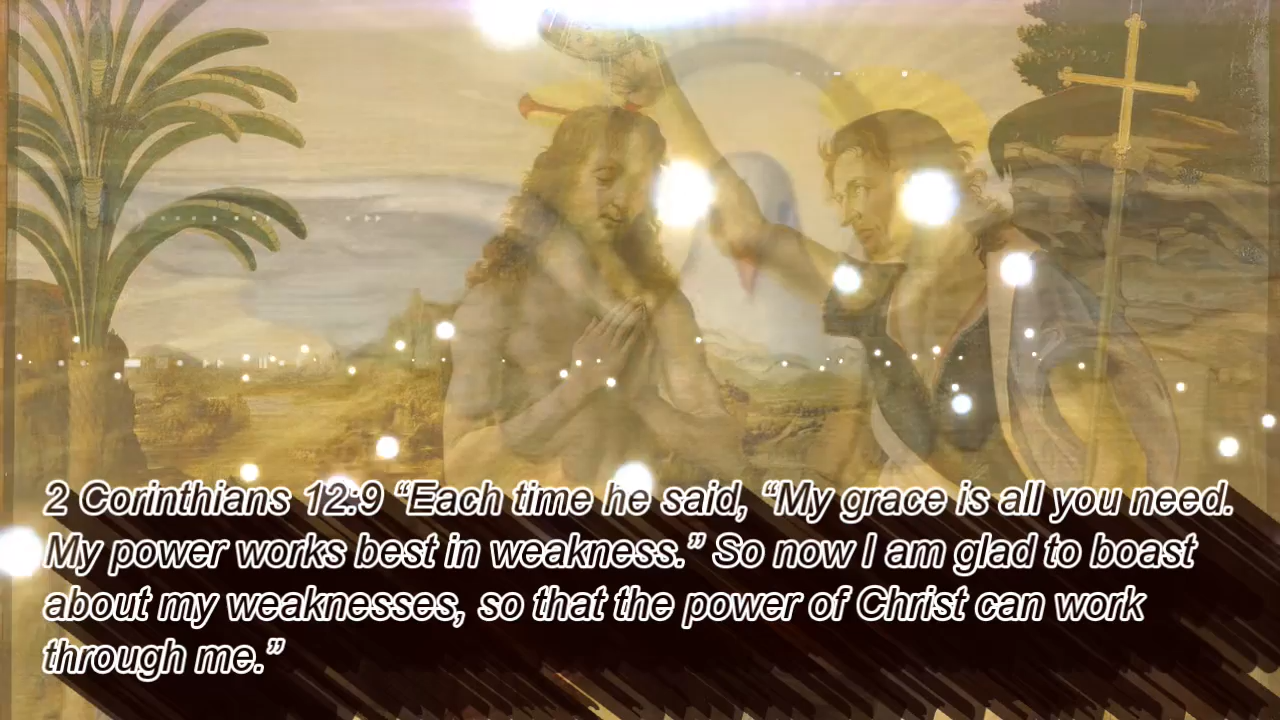 2 Corinthians 12:9 “Each time he said, “My grace is all you need.
My power works best in weakness.” So now I am glad to boast
about my weaknesses, so that the power of Christ can work
through me.”